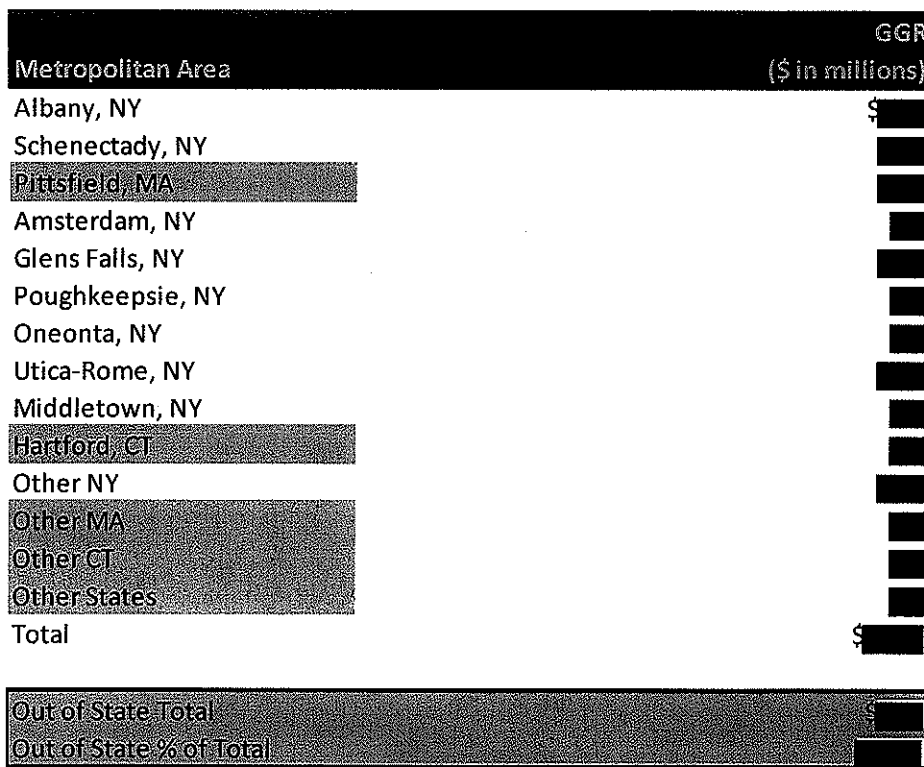 GGR
Metropolitan Area ($ in millions)
Albany, NY $
Schenectady, NY
Pittsfield, MA
Amsterdam, NY
Glens Falls, NY
Poughkeepsie, NY
Oneonta, NY
Utica-Rome, NY
Middletown, NY
Hartford, CT
Other NY
Other MA
Other CT
Other States
Total $
Out of State Total $
Out of State % of Total